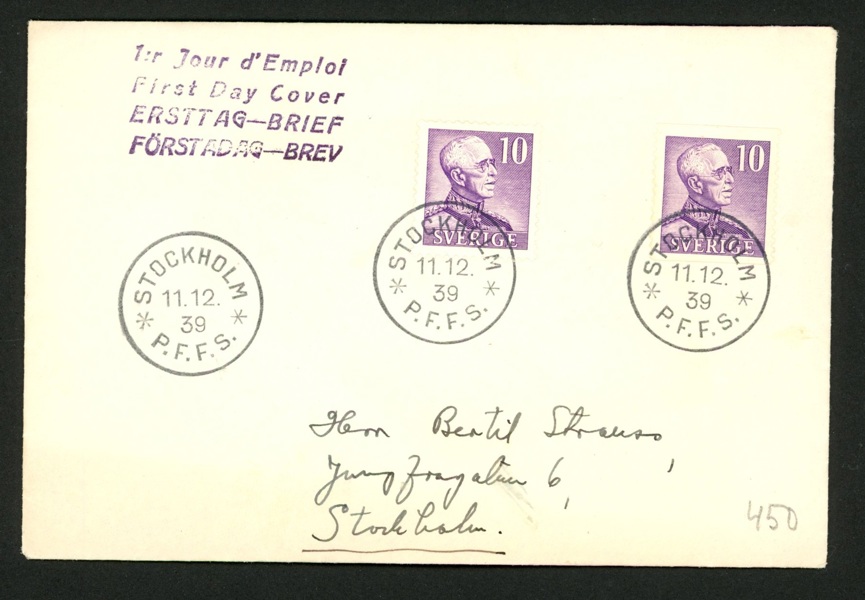 1:r Jour d'Emploi
First Day Cover
ERSTTAG—BRIEF
FÖRSTADAG—BREV
10
SVERIGE
10
SVERIGE
STOCKHOLM
11.12.
39
P.F.F.S.
STOCKHOLM
11.12.
39
P.F.F.S.
STOCKHOLM
11.12.
39
P.F.F.S.
Herr Bertil Strauss,
Jungfrugatan 6,
Stockholm.
450